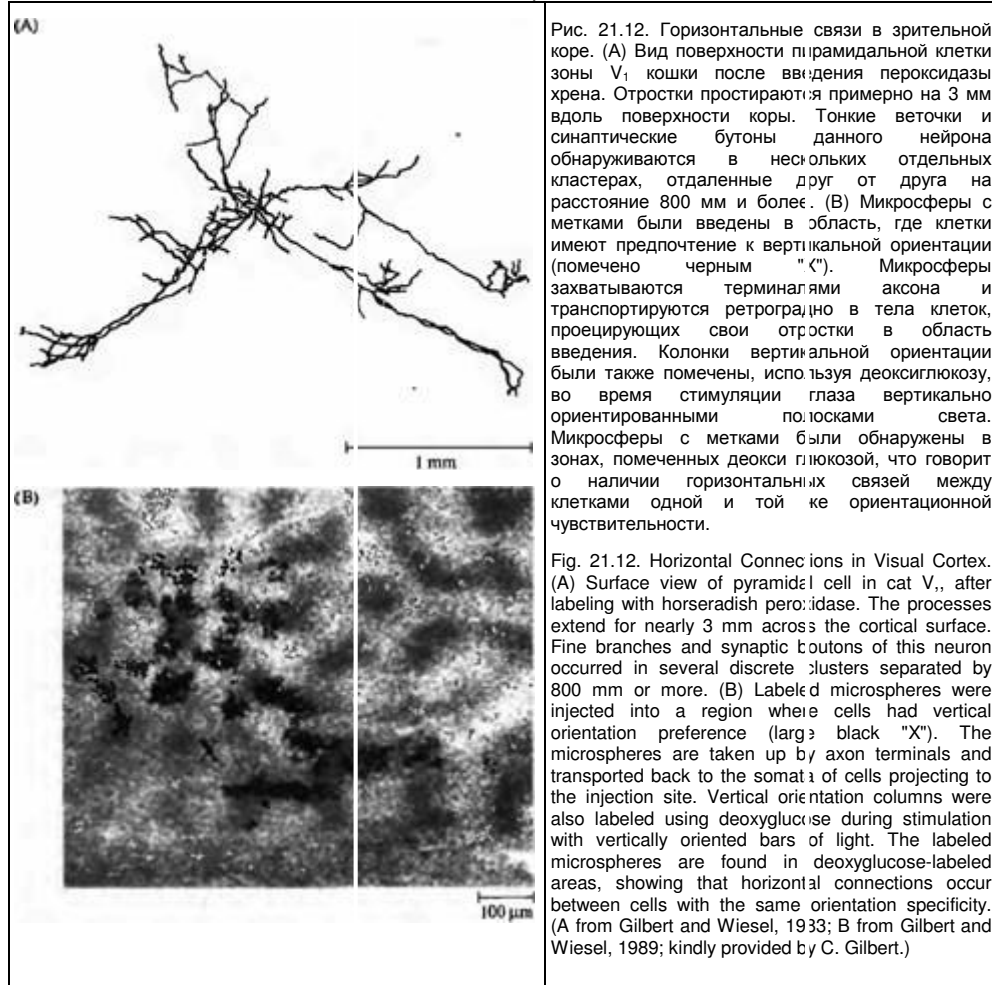 (A)
1 mm
(B)
100 µm
Рис. 21.12. Горизонтальные связи в зрительной
коре. (A) Вид поверхности пирамидальной клетки
зоны V₁ кошки после введения пероксидазы
хрена. Отростки простираются примерно на 3 мм
вдоль поверхности коры. Тонкие веточки и
синаптические бутоны данного нейрона
обнаруживаются в нескольких отдельных
кластерах, отдаленные друг от друга на
расстояние 800 мм и более. (B) Микросферы с
метками были введены в область, где клетки
имеют предпочтение к вертикальной ориентации
(помечено черным "X"). Микросферы
захватываются терминалями аксона и
транспортируются ретроградно в тела клеток,
проецирующих свои отростки в область
введения. Колонки вертикальной ориентации
были также помечены, используя деоксиглюкозу,
во время стимуляции глаза вертикально
ориентированными полосками света.
Микросферы с метками были обнаружены в
зонах, помеченных деокси глюкозой, что говорит
о наличии горизонтальных связей между
клетками одной и той же ориентационной
чувствительности.
Fig. 21.12. Horizontal Connections in Visual Cortex.
(A) Surface view of pyramidal cell in cat V,, after
labeling with horseradish peroxidase. The processes
extend for nearly 3 mm across the cortical surface.
Fine branches and synaptic boutons of this neuron
occurred in several discrete clusters separated by
800 mm or more. (B) Labeled microspheres were
injected into a region where cells had vertical
orientation preference (large black "X"). The
microspheres are taken up by axon terminals and
transported back to the somata of cells projecting to
the injection site. Vertical orientation columns were
also labeled using deoxyglucose during stimulation
with vertically oriented bars of light. The labeled
microspheres are found in deoxyglucose-labeled
areas, showing that horizontal connections occur
between cells with the same orientation specificity.
(A from Gilbert and Wiesel, 1983; B from Gilbert and
Wiesel, 1989; kindly provided by C. Gilbert.)